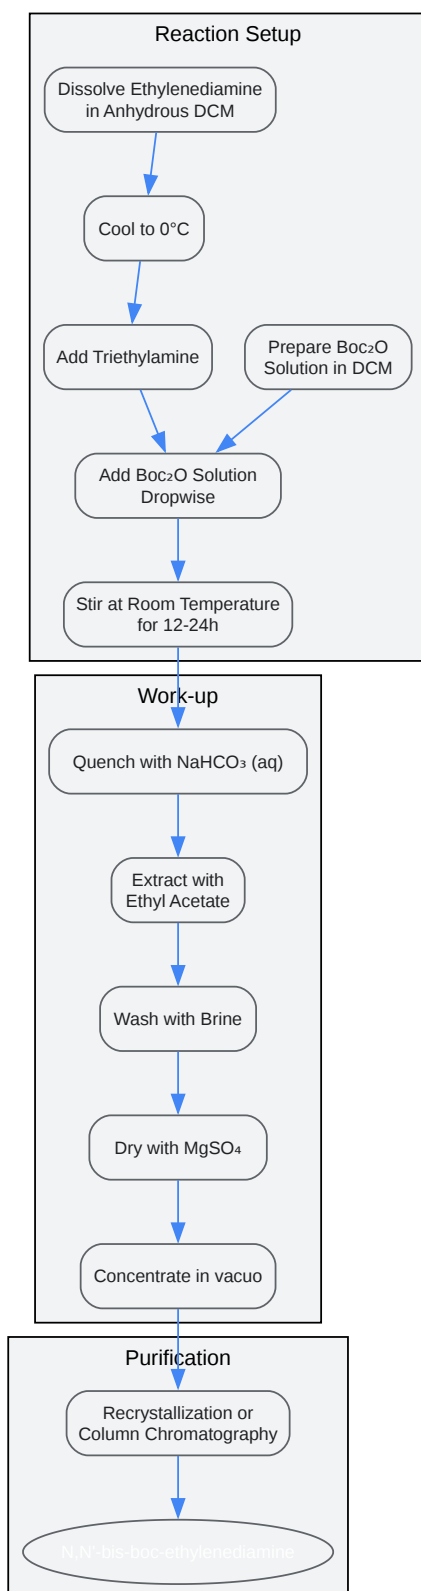 Reaction Setup
Dissolve Ethylenediamine
in Anhydrous DCM
Cool to 0°C
Add Triethylamine
Prepare Boc₂O
Solution in DCM
Add Boc₂O Solution
Dropwise
Stir at Room Temperature
for 12-24h
Work-up
Quench with NaHCO₃ (aq)
Extract with
Ethyl Acetate
Wash with Brine
Dry with MgSO₄
Concentrate in vacuo
Purification
Recrystallization or
Column Chromatography
N,N'-bis-boc-ethylenediamine